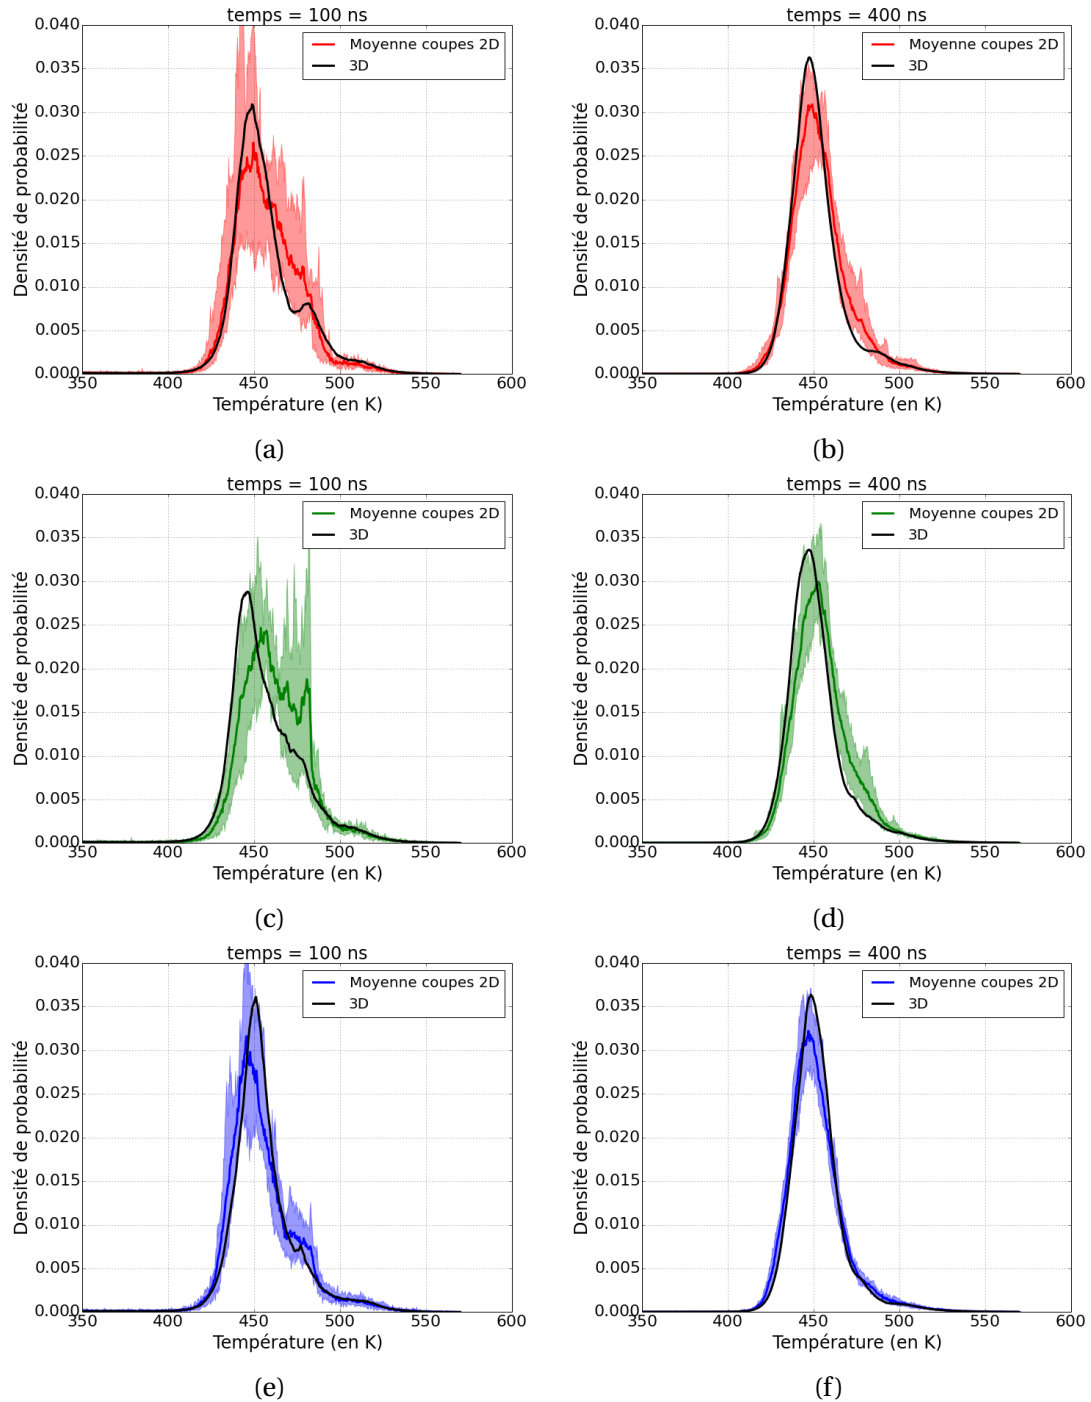 temps = 100 ns
Densité de probabilité
0.040
0.035
0.030
0.025
0.020
0.015
0.010
0.005
0.000
Moyenne coupes 2D
3D
350 400 450 500 550 600
Température (en K)
(a)
temps = 400 ns
Densité de probabilité
0.040
0.035
0.030
0.025
0.020
0.015
0.010
0.005
0.000
Moyenne coupes 2D
3D
350 400 450 500 550 600
Température (en K)
(b)
temps = 100 ns
Densité de probabilité
0.040
0.035
0.030
0.025
0.020
0.015
0.010
0.005
0.000
Moyenne coupes 2D
3D
350 400 450 500 550 600
Température (en K)
(c)
temps = 400 ns
Densité de probabilité
0.040
0.035
0.030
0.025
0.020
0.015
0.010
0.005
0.000
Moyenne coupes 2D
3D
350 400 450 500 550 600
Température (en K)
(d)
temps = 100 ns
Densité de probabilité
0.040
0.035
0.030
0.025
0.020
0.015
0.010
0.005
0.000
Moyenne coupes 2D
3D
350 400 450 500 550 600
Température (en K)
(e)
temps = 400 ns
Densité de probabilité
0.040
0.035
0.030
0.025
0.020
0.015
0.010
0.005
0.000
Moyenne coupes 2D
3D
350 400 450 500 550 600
Température (en K)
(f)